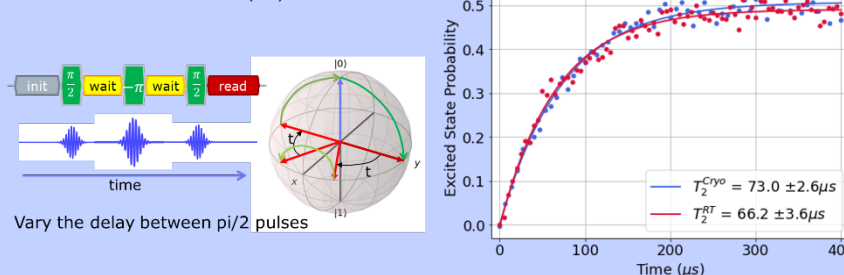 init π/2 wait −π wait π/2 read
time
Vary the delay between pi/2 pulses
|0⟩
t
t
x
y
|1⟩
Excited State Probability
0.5
0.4
0.3
0.2
0.1
0.0
T₂^Cryo = 73.0 ±2.6μs
T₂^RT = 66.2 ±3.6μs
0 100 200 300 40
Time (μs)